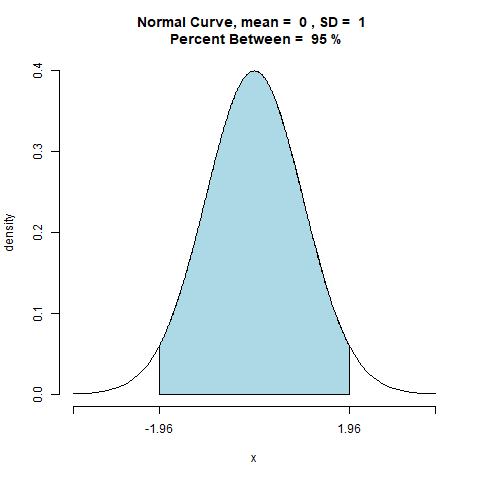 Normal Curve, mean =  0 , SD =  1
Percent Between =  95 %
density
0.4
0.3
0.2
0.1
0.0
-1.96 1.96
x